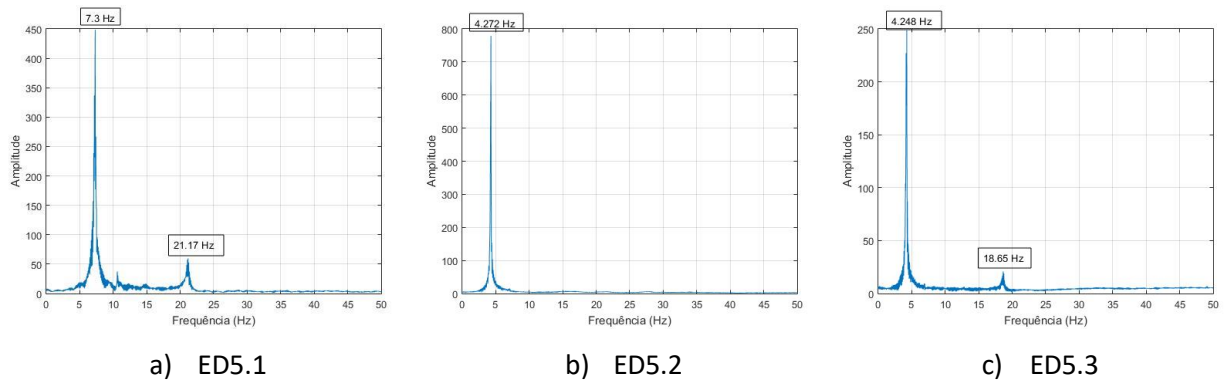 7.3 Hz
450
400
350
300
250
200
150
100
50
0
Amplitude
21.17 Hz
0 5 10 15 20 25 30 35 40 45 50
Frequência (Hz)
a) ED5.1
4.272 Hz
800
700
600
500
400
300
200
100
0
Amplitude
0 5 10 15 20 25 30 35 40 45 50
Frequência (Hz)
b) ED5.2
4.248 Hz
250
200
150
100
50
0
Amplitude
18.65 Hz
0 5 10 15 20 25 30 35 40 45 50
Frequência (Hz)
c) ED5.3